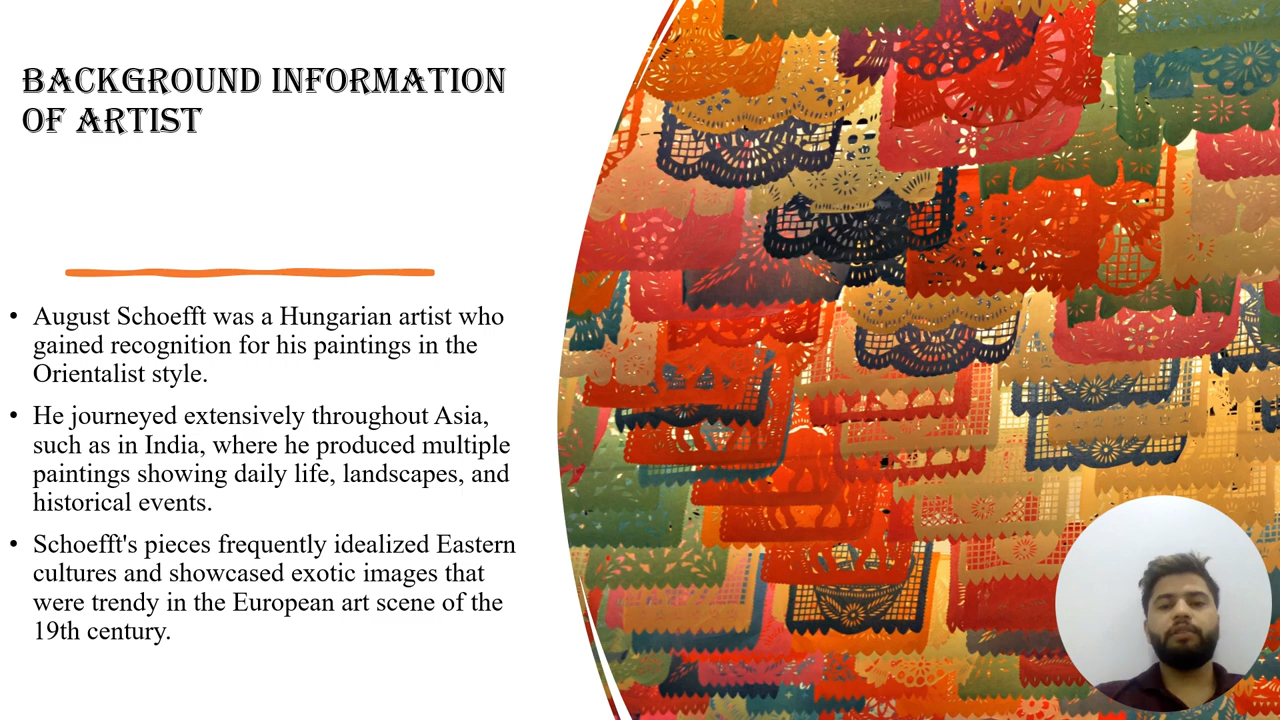 BACKGROUND INFORMATION
OF ARTIST
• August Schoefft was a Hungarian artist who
gained recognition for his paintings in the
Orientalist style.
• He journeyed extensively throughout Asia,
such as in India, where he produced multiple
paintings showing daily life, landscapes, and
historical events.
• Schoefft's pieces frequently idealized Eastern
cultures and showcased exotic images that
were trendy in the European art scene of the
19th century.